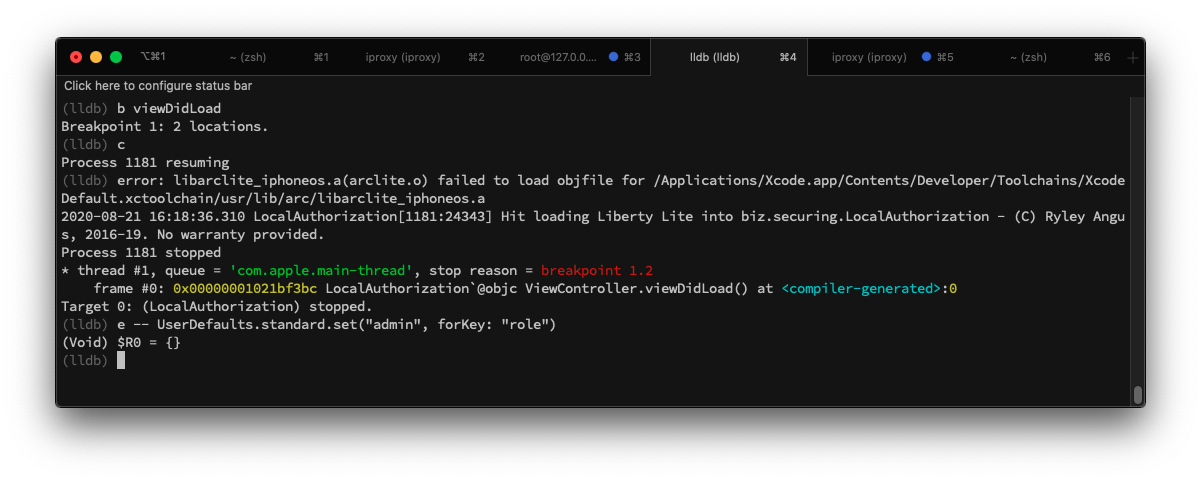 ⌥⌘1 ~ (zsh) ⌘1 iproxy (iproxy) ⌘2 root@127.0.0.... ⌘3 lldb (lldb) ⌘4 iproxy (iproxy) ⌘5 ~ (zsh) ⌘6 +
Click here to configure status bar
(lldb) b viewDidLoad
Breakpoint 1: 2 locations.
(lldb) c
Process 1181 resuming
(lldb) error: libarclite_iphoneos.a(arclite.o) failed to load objfile for /Applications/Xcode.app/Contents/Developer/Toolchains/Xcode
Default.xctoolchain/usr/lib/arc/libarclite_iphoneos.a
2020-08-21 16:18:36.310 LocalAuthorization[1181:24343] Hit loading Liberty Lite into biz.securing.LocalAuthorization - (C) Ryley Angu
s, 2016-19. No warranty provided.
Process 1181 stopped
* thread #1, queue = 'com.apple.main-thread', stop reason = breakpoint 1.2
frame #0: 0x00000001021bf3bc LocalAuthorization`@objc ViewController.viewDidLoad() at <compiler-generated>:0
Target 0: (LocalAuthorization) stopped.
(lldb) e -- UserDefaults.standard.set("admin", forKey: "role")
(Void) $R0 = {}
(lldb)